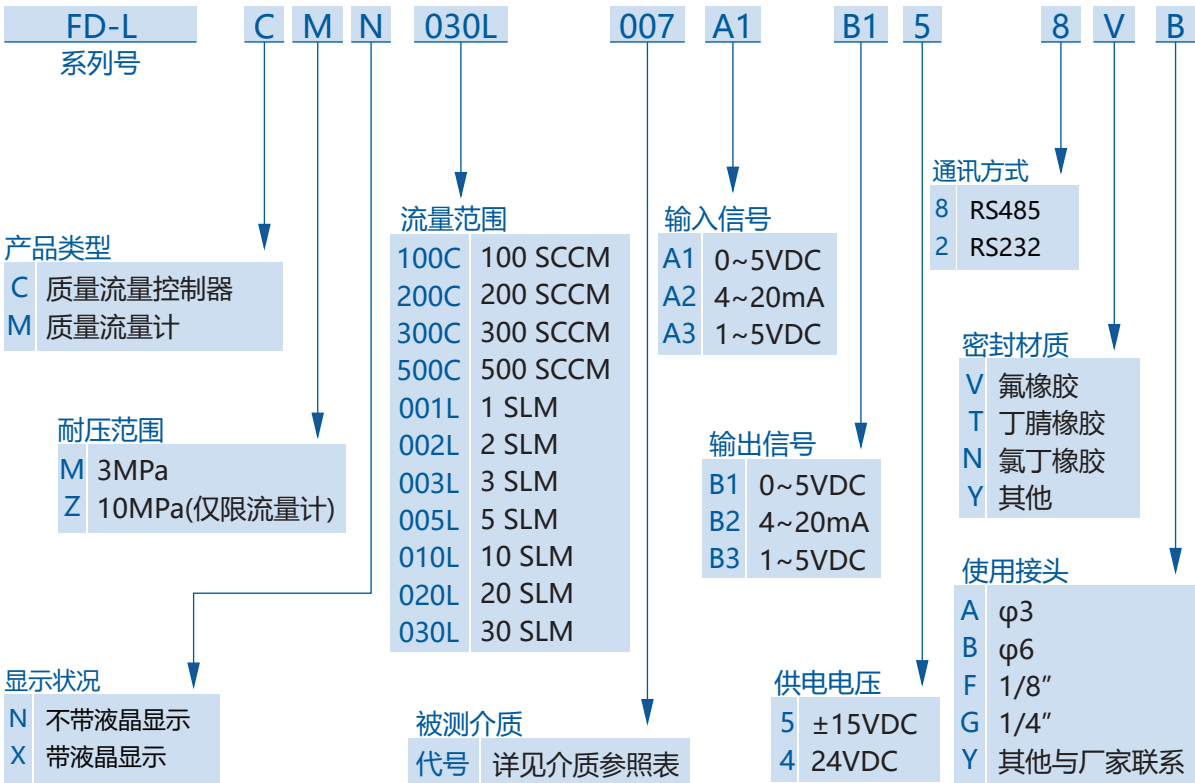 FD-L C M N 030L 007 A1 B1 5 8 V B
系列号
产品类型
C 质量流量控制器
M 质量流量计
耐压范围
M 3MPa
Z 10MPa(仅限流量计)
显示状况
N 不带液晶显示
X 带液晶显示
流量范围
100C 100 SCCM
200C 200 SCCM
300C 300 SCCM
500C 500 SCCM
001L 1 SLM
002L 2 SLM
003L 3 SLM
005L 5 SLM
010L 10 SLM
020L 20 SLM
030L 30 SLM
被测介质
代号 详见介质参照表
输入信号
A1 0~5VDC
A2 4~20mA
A3 1~5VDC
输出信号
B1 0~5VDC
B2 4~20mA
B3 1~5VDC
供电电压
5 ±15VDC
4 24VDC
通讯方式
8 RS485
2 RS232
密封材质
V 氟橡胶
T 丁腈橡胶
N 氯丁橡胶
Y 其他
使用接头
A φ3
B φ6
F 1/8″
G 1/4″
Y 其他与厂家联系